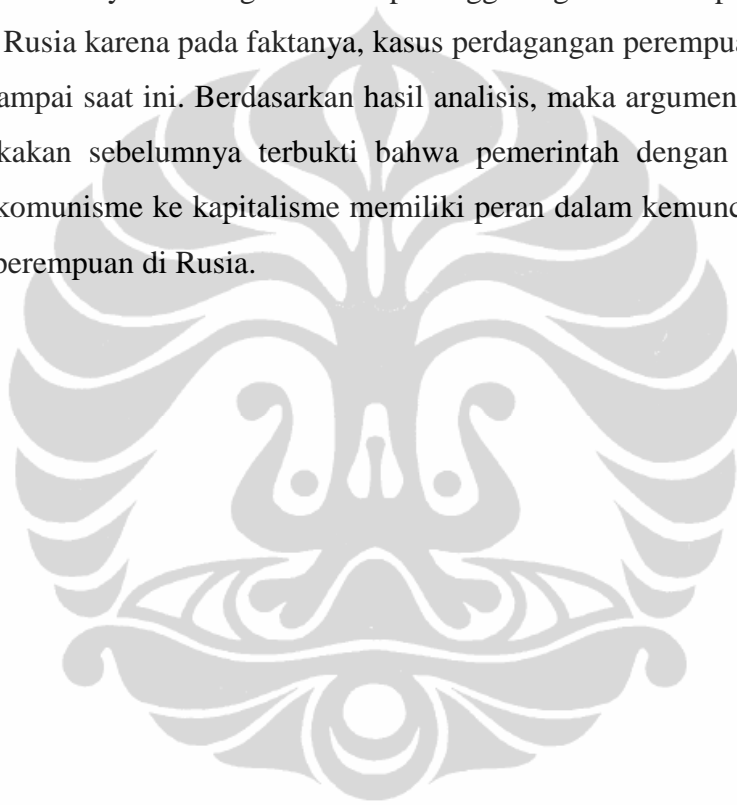 Rusia karena pada faktanya, kasus perdagangan perempua
ampai saat ini. Berdasarkan hasil analisis, maka argumen
kakan sebelumnya terbukti bahwa pemerintah dengan
komunisme ke kapitalisme memiliki peran dalam kemunc
perempuan di Rusia.